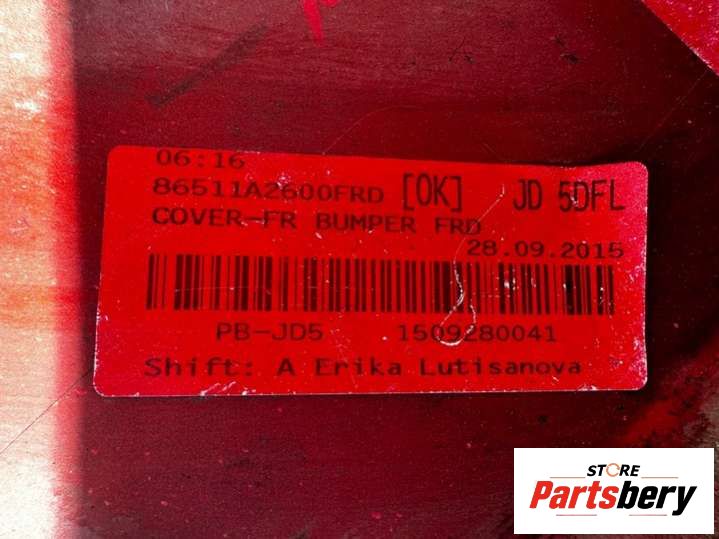 06:16
86511A2600FRD [OK] JD 5DFL
COVER-FR BUMPER FRD
28.09.2015
PB-JD5 1509280041
Shift: A Erika Lutisanova
STORE
Partsbery